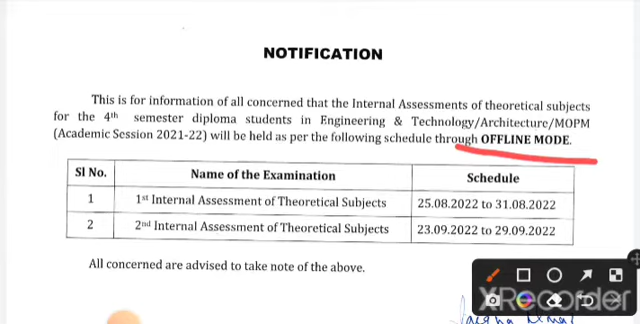 NOTIFICATION
This is for information of all concerned that the Internal Assessments of theoretical subjects
for the 4th semester diploma students in Engineering & Technology/Architecture/MOPM
(Academic Session 2021-22) will be held as per the following schedule through OFFLINE MODE.
Sl No. Name of the Examination Schedule
1 1st Internal Assessment of Theoretical Subjects 25.08.2022 to 31.08.2022
2 2nd Internal Assessment of Theoretical Subjects 23.09.2022 to 29.09.2022
All concerned are advised to take note of the above.
XRecorder